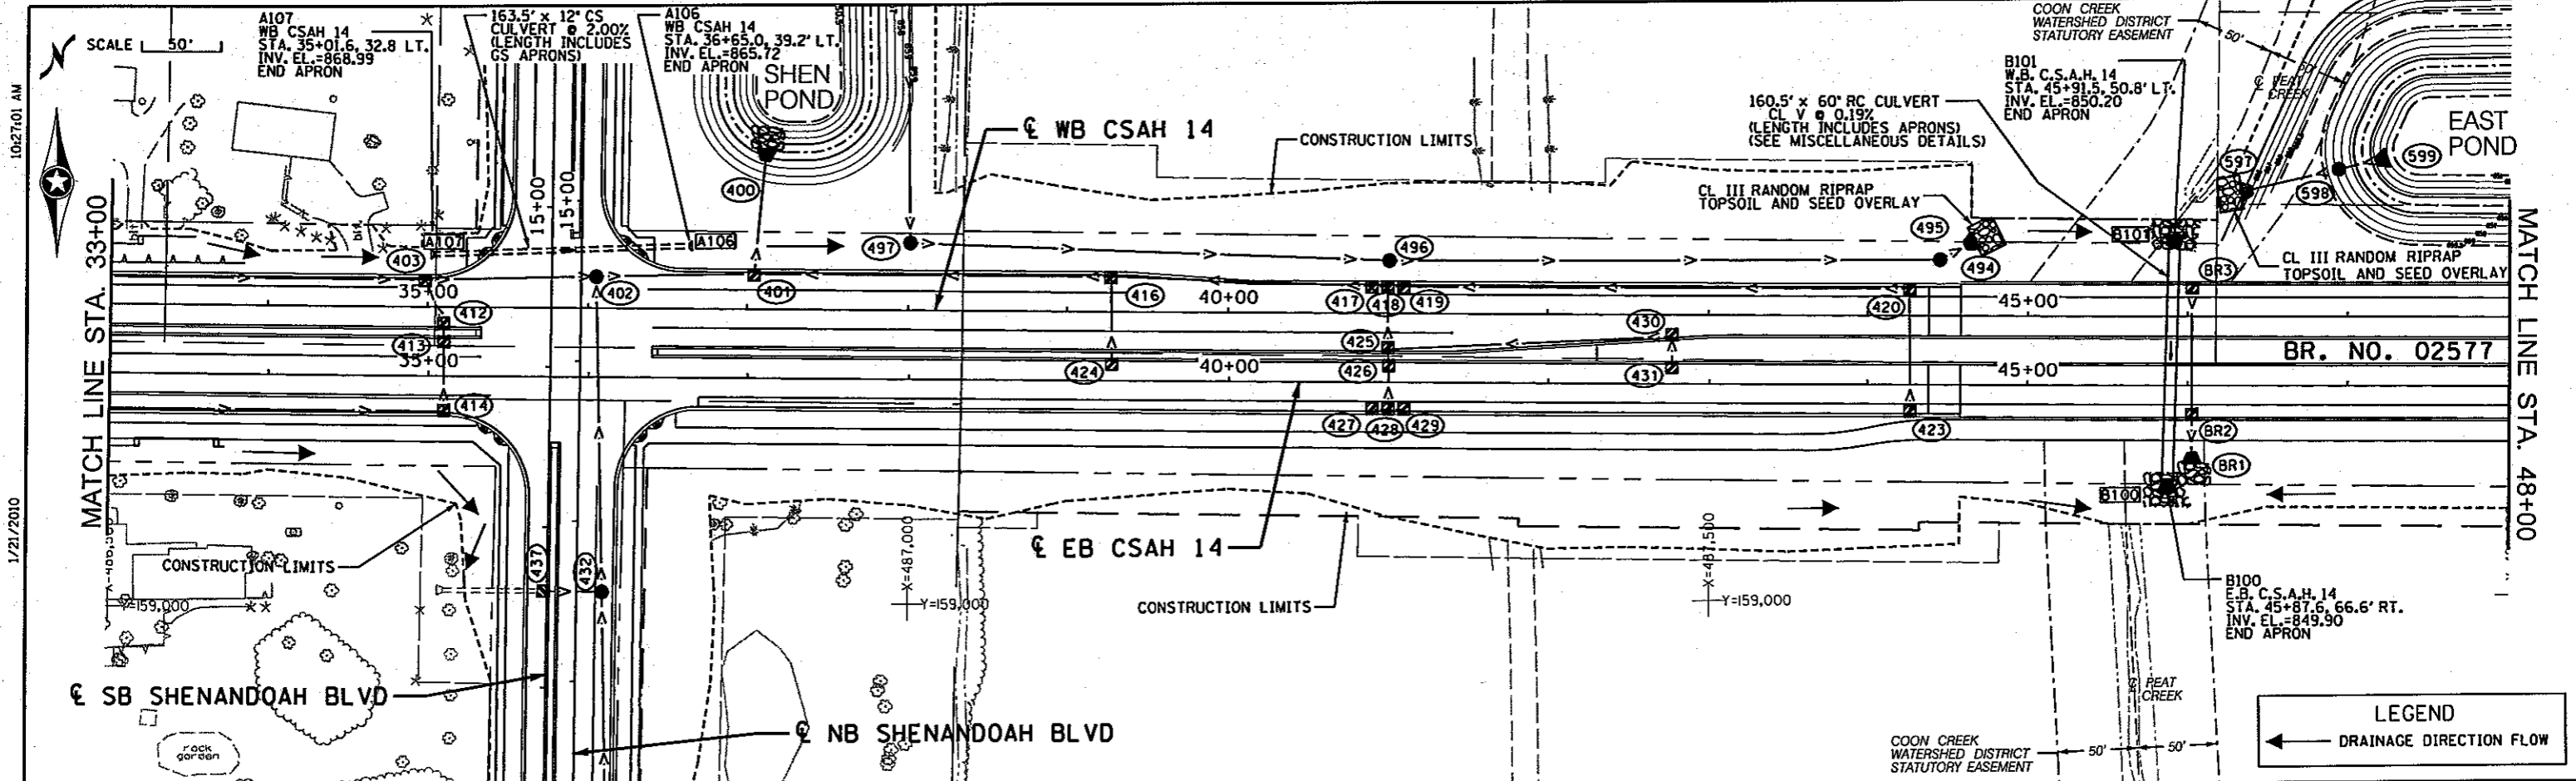 10:27:01 AM
1/21/2010
N
SCALE 50'
A107
WB CSAH 14
STA. 35+01.6, 32.8 LT.
INV. EL.=868.99
END APRON
163.5' x 12" CS
CULVERT @ 2.00%
(LENGTH INCLUDES
GS APRONS)
A106
WB CSAH 14
STA. 36+65.0, 39.2' LT.
INV. EL.=865.72
END APRON
SHEN
POND
℄ WB CSAH 14
CONSTRUCTION LIMITS
COON CREEK
WATERSHED DISTRICT
STATUTORY EASEMENT
50'
50'
℄ PEAT
CREEK
B101
W.B. C.S.A.H. 14
STA. 45+91.5, 50.8' LT.
INV. EL.=850.20
END APRON
160.5' x 60" RC CULVERT
CL V @ 0.19%
(LENGTH INCLUDES APRONS)
(SEE MISCELLANEOUS DETAILS)
CL III RANDOM RIPRAP
TOPSOIL AND SEED OVERLAY
EAST
POND
597
598
599
CL III RANDOM RIPRAP
TOPSOIL AND SEED OVERLAY
MATCH LINE STA. 33+00
MATCH LINE STA. 48+00
15+00
15+00
400
A107
A106
403
497
496
495
494
B101
BR3
402
401
416
417
418
419
420
35+00
40+00
45+00
412
413
425
430
BR. NO. 02577
35+00
424
40+00
426
431
45+00
414
427
428
429
423
BR2
BR1
B100
437
432
CONSTRUCTION LIMITS
X=487,000
Y=159,000
Y=159,000
℄ EB CSAH 14
CONSTRUCTION LIMITS
X=487,500
Y=159,000
B100
E.B. C.S.A.H. 14
STA. 45+87.6, 66.6' RT.
INV. EL.=849.90
END APRON
℄ SB SHENANDOAH BLVD
℄ NB SHENANDOAH BLVD
rock
garden
℄ PEAT
CREEK
COON CREEK
WATERSHED DISTRICT
STATUTORY EASEMENT
50'
50'
LEGEND
DRAINAGE DIRECTION FLOW